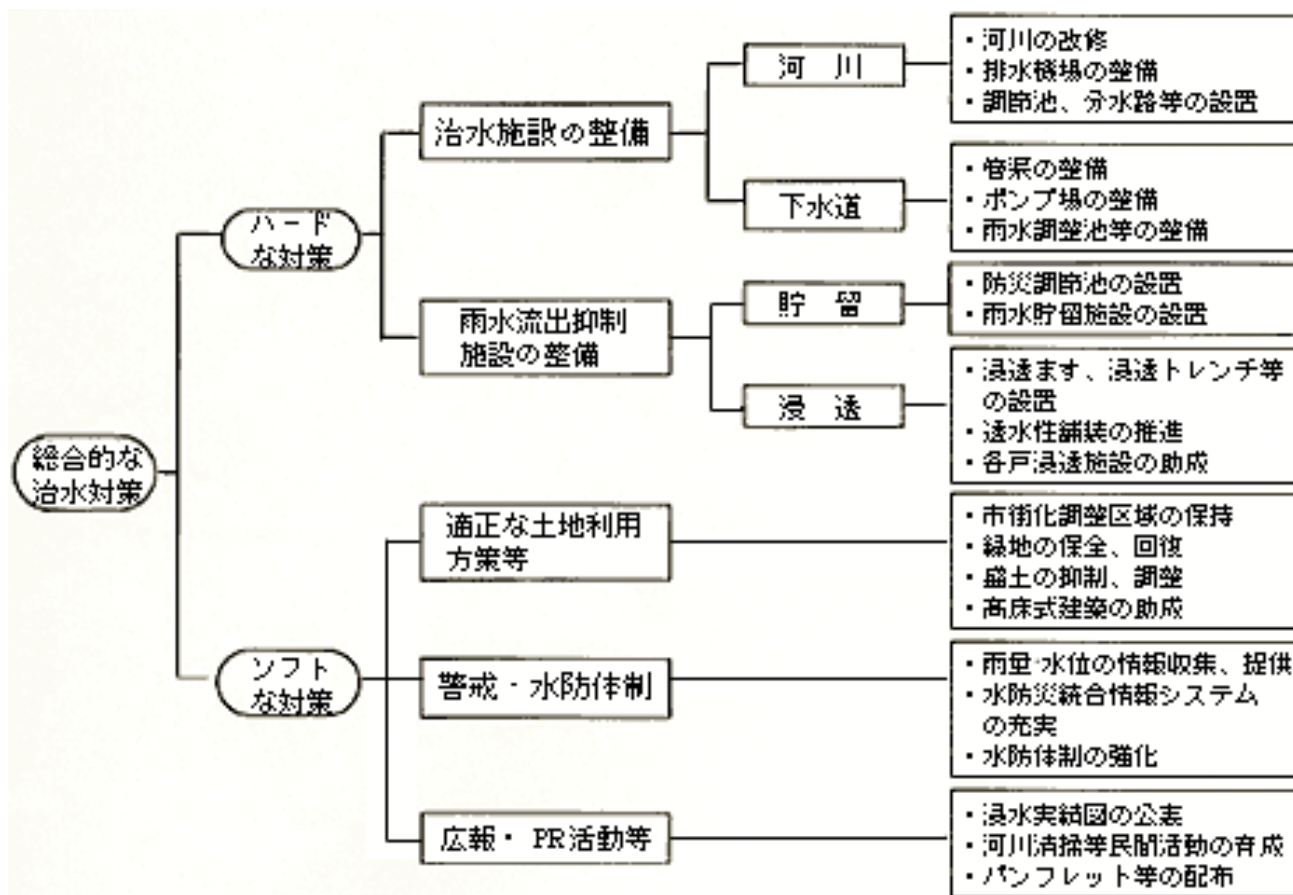 総合的な
治水対策
ハード
な対策
治水施設の整備
河 川
・河川の改修
・排水機場の整備
・調節池、分水路等の設置
下水道
・管渠の整備
・ポンプ場の整備
・雨水調整池等の整備
雨水流出抑制
施設の整備
貯 留
・防災調節池の設置
・雨水貯留施設の設置
浸 透
・浸透ます、浸透トレンチ等
の設置
・透水性舗装の推進
・各戸浸透施設の助成
ソフト
な対策
適正な土地利用
方策等
・市街化調整区域の保持
・緑地の保全、回復
・盛土の抑制、調整
・高床式建築の助成
警戒・水防体制
・雨量・水位の情報収集、提供
・水防災統合情報システム
の充実
・水防体制の強化
広報・PR活動等
・浸水実績図の公表
・河川清掃等民間活動の育成
・パンフレット等の配布